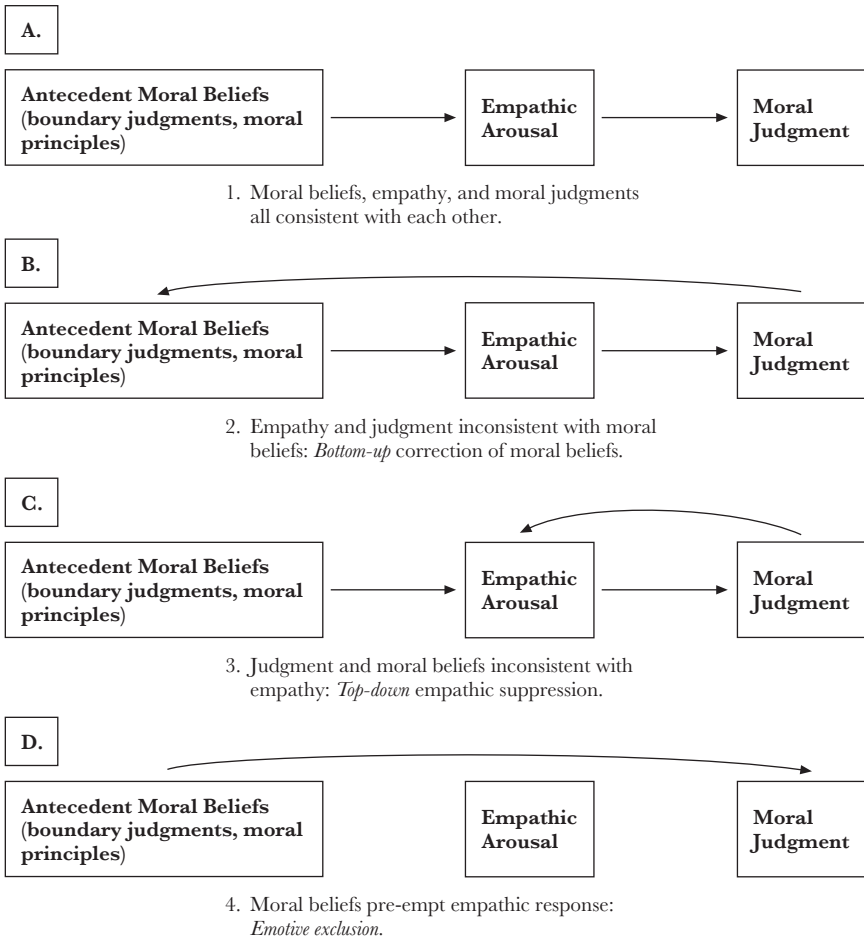 A.
Antecedent Moral Beliefs
(boundary judgments, moral
principles)
Empathic
Arousal
Moral
Judgment
1. Moral beliefs, empathy, and moral judgments
all consistent with each other.
B.
Antecedent Moral Beliefs
(boundary judgments, moral
principles)
Empathic
Arousal
Moral
Judgment
2. Empathy and judgment inconsistent with moral
beliefs: Bottom-up correction of moral beliefs.
C.
Antecedent Moral Beliefs
(boundary judgments, moral
principles)
Empathic
Arousal
Moral
Judgment
3. Judgment and moral beliefs inconsistent with
empathy: Top-down empathic suppression.
D.
Antecedent Moral Beliefs
(boundary judgments, moral
principles)
Empathic
Arousal
Moral
Judgment
4. Moral beliefs pre-empt empathic response:
Emotive exclusion.